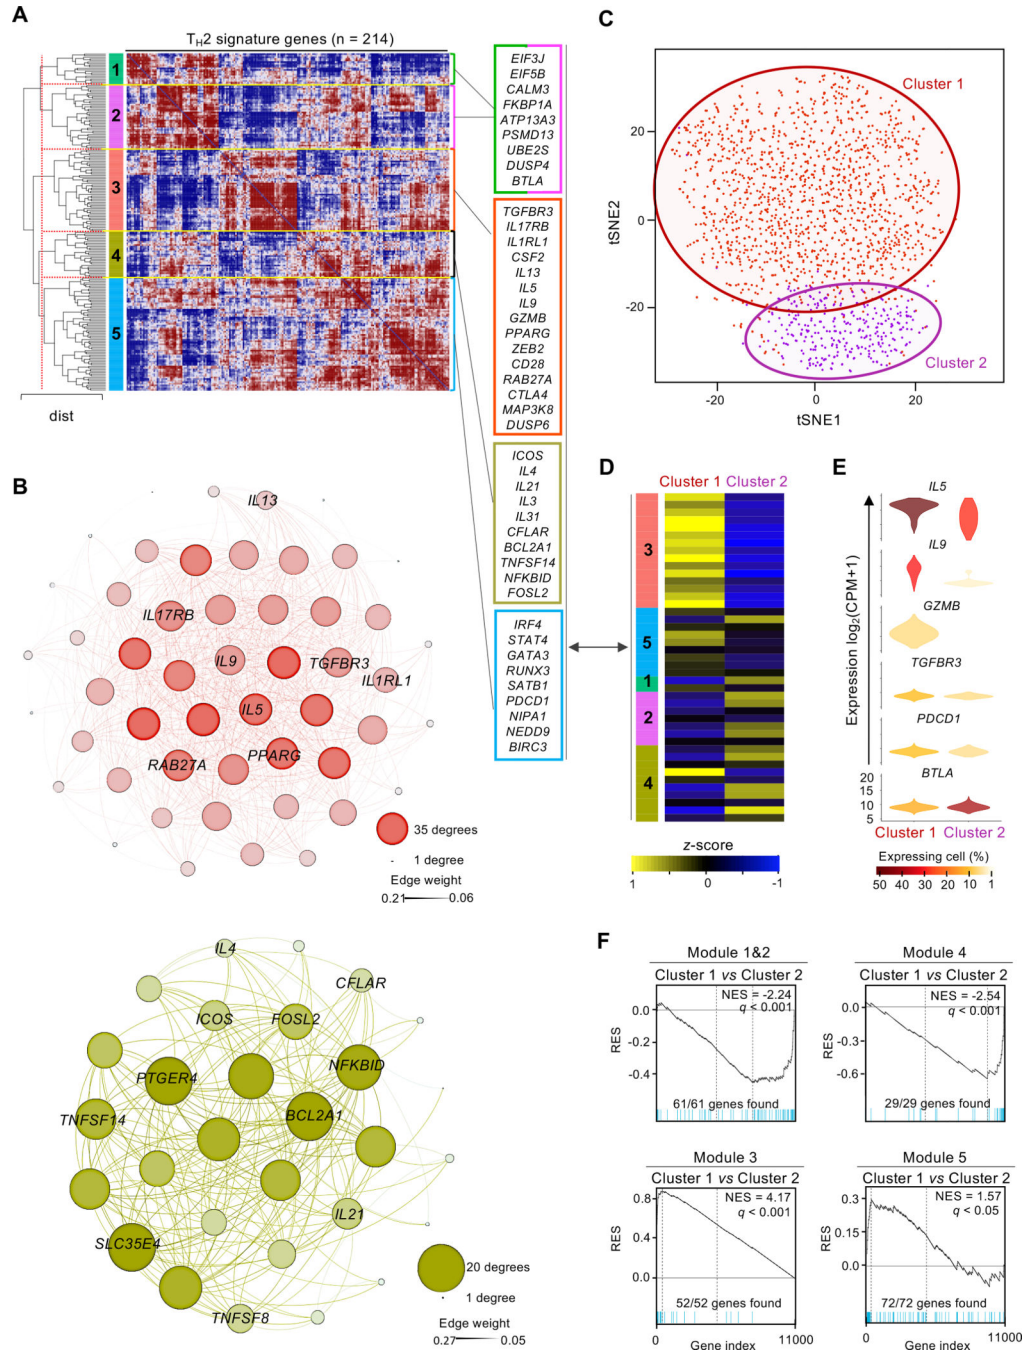 A
T_H2 signature genes (n = 214)
1
2
3
4
5
dist
EIF3J
EIF5B
CALM3
FKBP1A
ATP13A3
PSMD13
UBE2S
DUSP4
BTLA
TGFBR3
IL17RB
IL1RL1
CSF2
IL13
IL5
IL9
GZMB
PPARG
ZEB2
CD28
RAB27A
CTLA4
MAP3K8
DUSP6
ICOS
IL4
IL21
IL3
IL31
CFLAR
BCL2A1
TNFSF14
NFKBID
FOSL2
IRF4
STAT4
GATA3
RUNX3
SATB1
PDCD1
NIPA1
NEDD9
BIRC3
B
IL13
IL17RB
IL9
TGFBR3
IL1RL1
IL5
PPARG
RAB27A
35 degrees
1 degree
Edge weight
0.21 0.06
IL4
CFLAR
ICOS
FOSL2
PTGER4
NFKBID
TNFSF14
BCL2A1
IL21
SLC35E4
TNFSF8
20 degrees
1 degree
Edge weight
0.27 0.05
C
Cluster 1
Cluster 2
20
0
-20
tSNE2
-20 0 20
tSNE1
D
Cluster 1 Cluster 2
3
5
1
2
4
z-score
1 0 -1
E
Expression log2(CPM+1)
IL5
IL9
GZMB
TGFBR3
PDCD1
BTLA
20
15
10
5
Cluster 1 Cluster 2
Expressing cell (%)
50 40 30 20 10 1
F
Module 1&2
Cluster 1 vs Cluster 2
NES = -2.24
q < 0.001
0.0
-0.2
-0.4
RES
61/61 genes found
Module 4
Cluster 1 vs Cluster 2
NES = -2.54
q < 0.001
0.0
-0.3
-0.6
RES
29/29 genes found
Module 3
Cluster 1 vs Cluster 2
NES = 4.17
q < 0.001
0.8
0.4
0.0
RES
52/52 genes found
0 11000
Gene index
Module 5
Cluster 1 vs Cluster 2
NES = 1.57
q < 0.05
0.3
0.15
0.0
RES
72/72 genes found
0 11000
Gene index